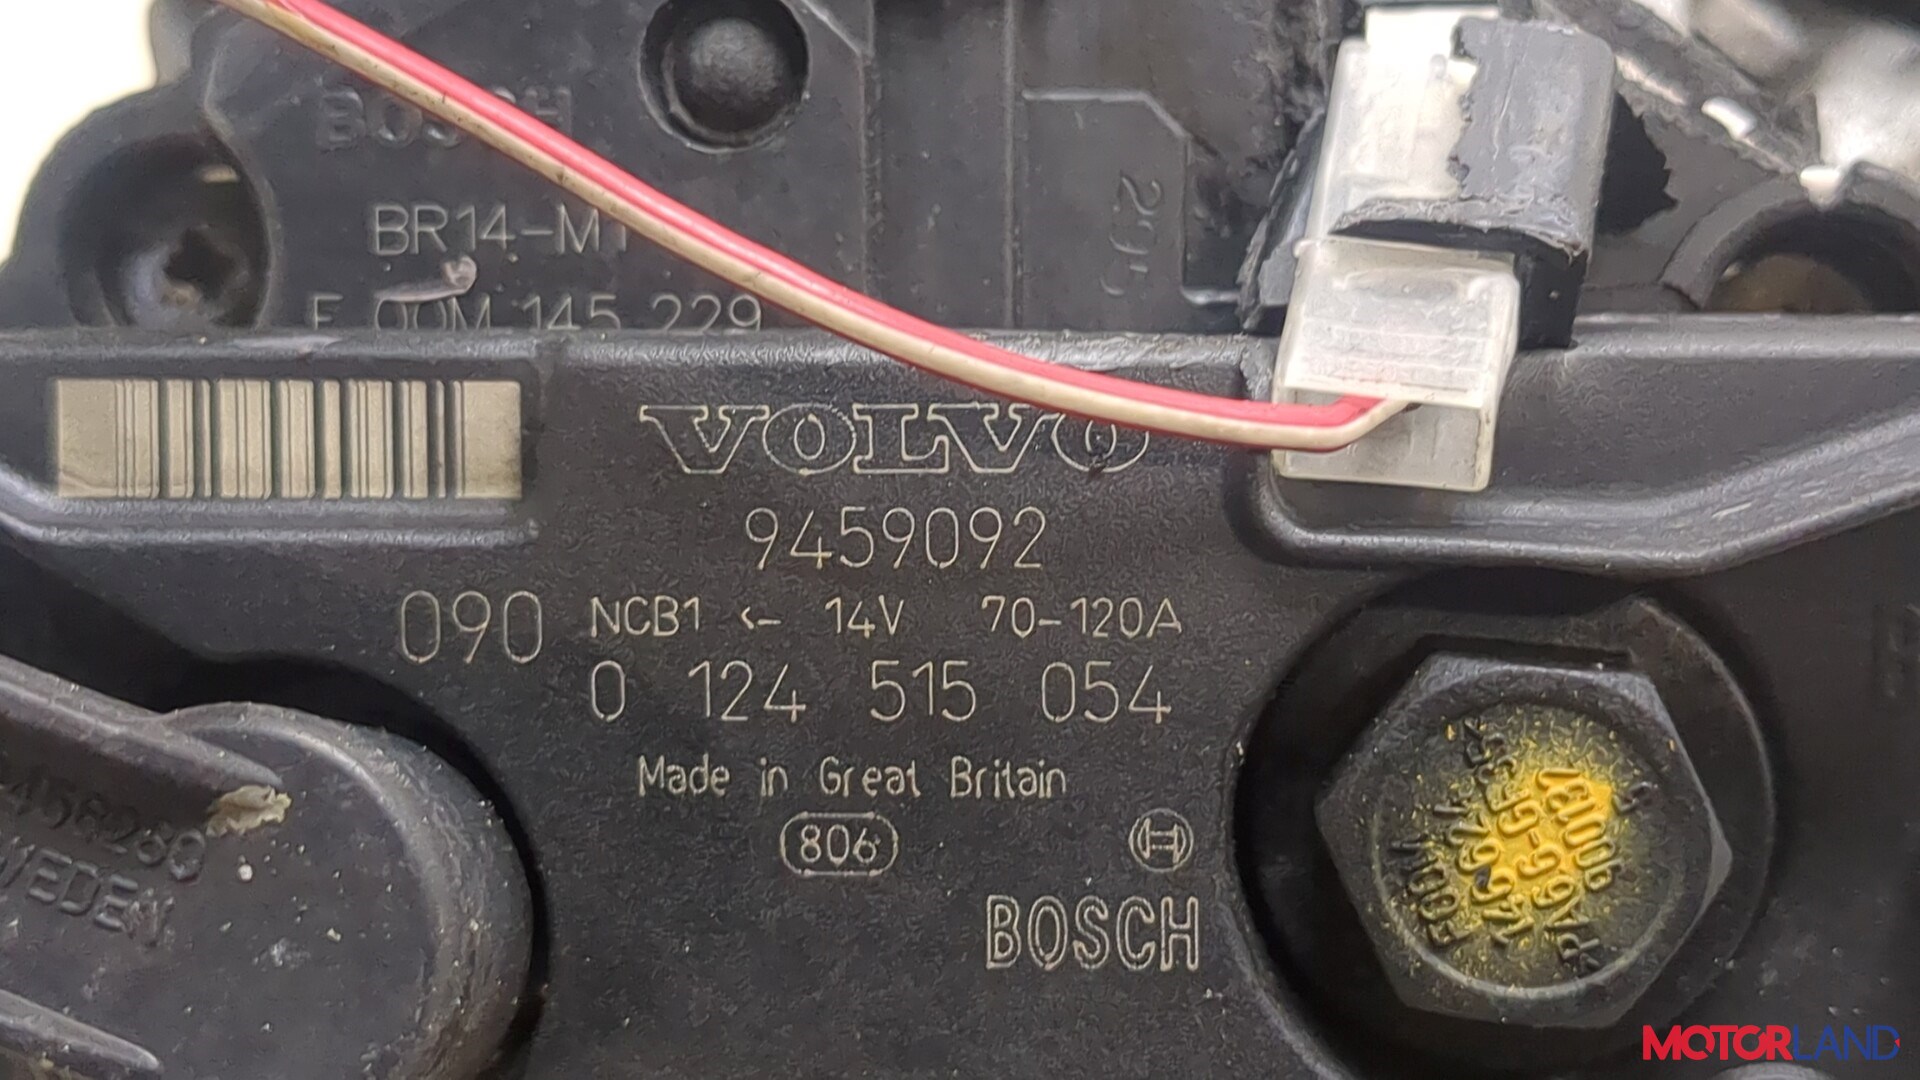 BOSCH
BR14-M1
F 00M 145 229
295
VOLVO
9459092
090
NCB1 <- 14V 70-120A
0 124 515 054
Made in Great Britain
806
BOSCH
MOTORLAND